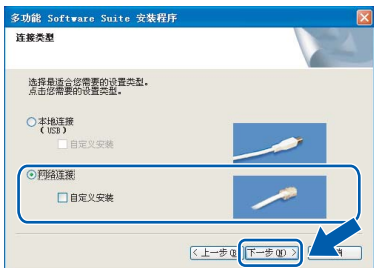 多功能 Software Suite 安装程序
连接类型
选择最适合您需要的设置类型。
点击您需要的设置类型。
本地连接
(USB)
自定义安装
网络连接
自定义安装
<上一步(B) 下一步(N)>